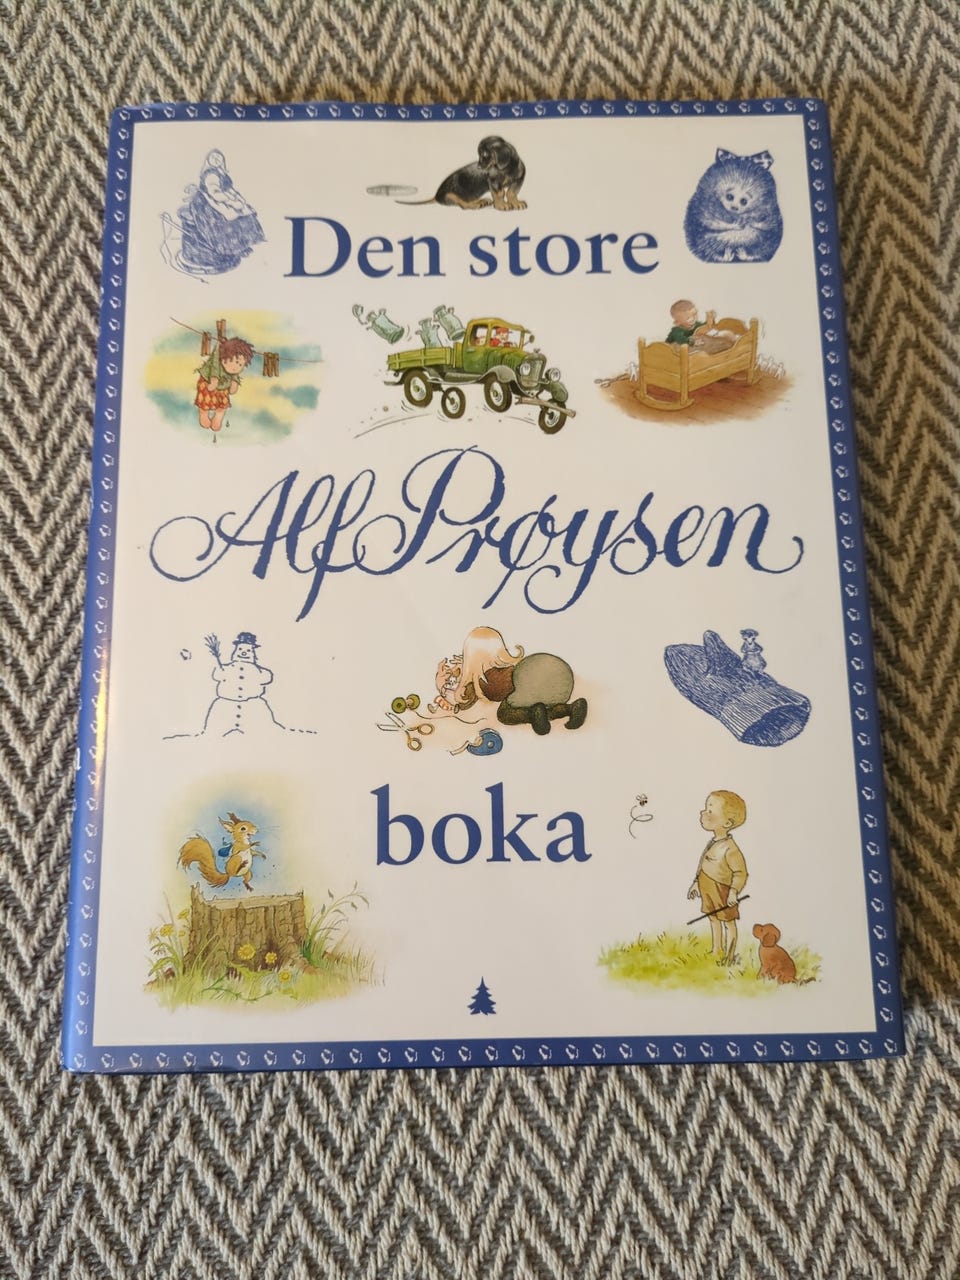 Den store
Alf Prøysen
boka